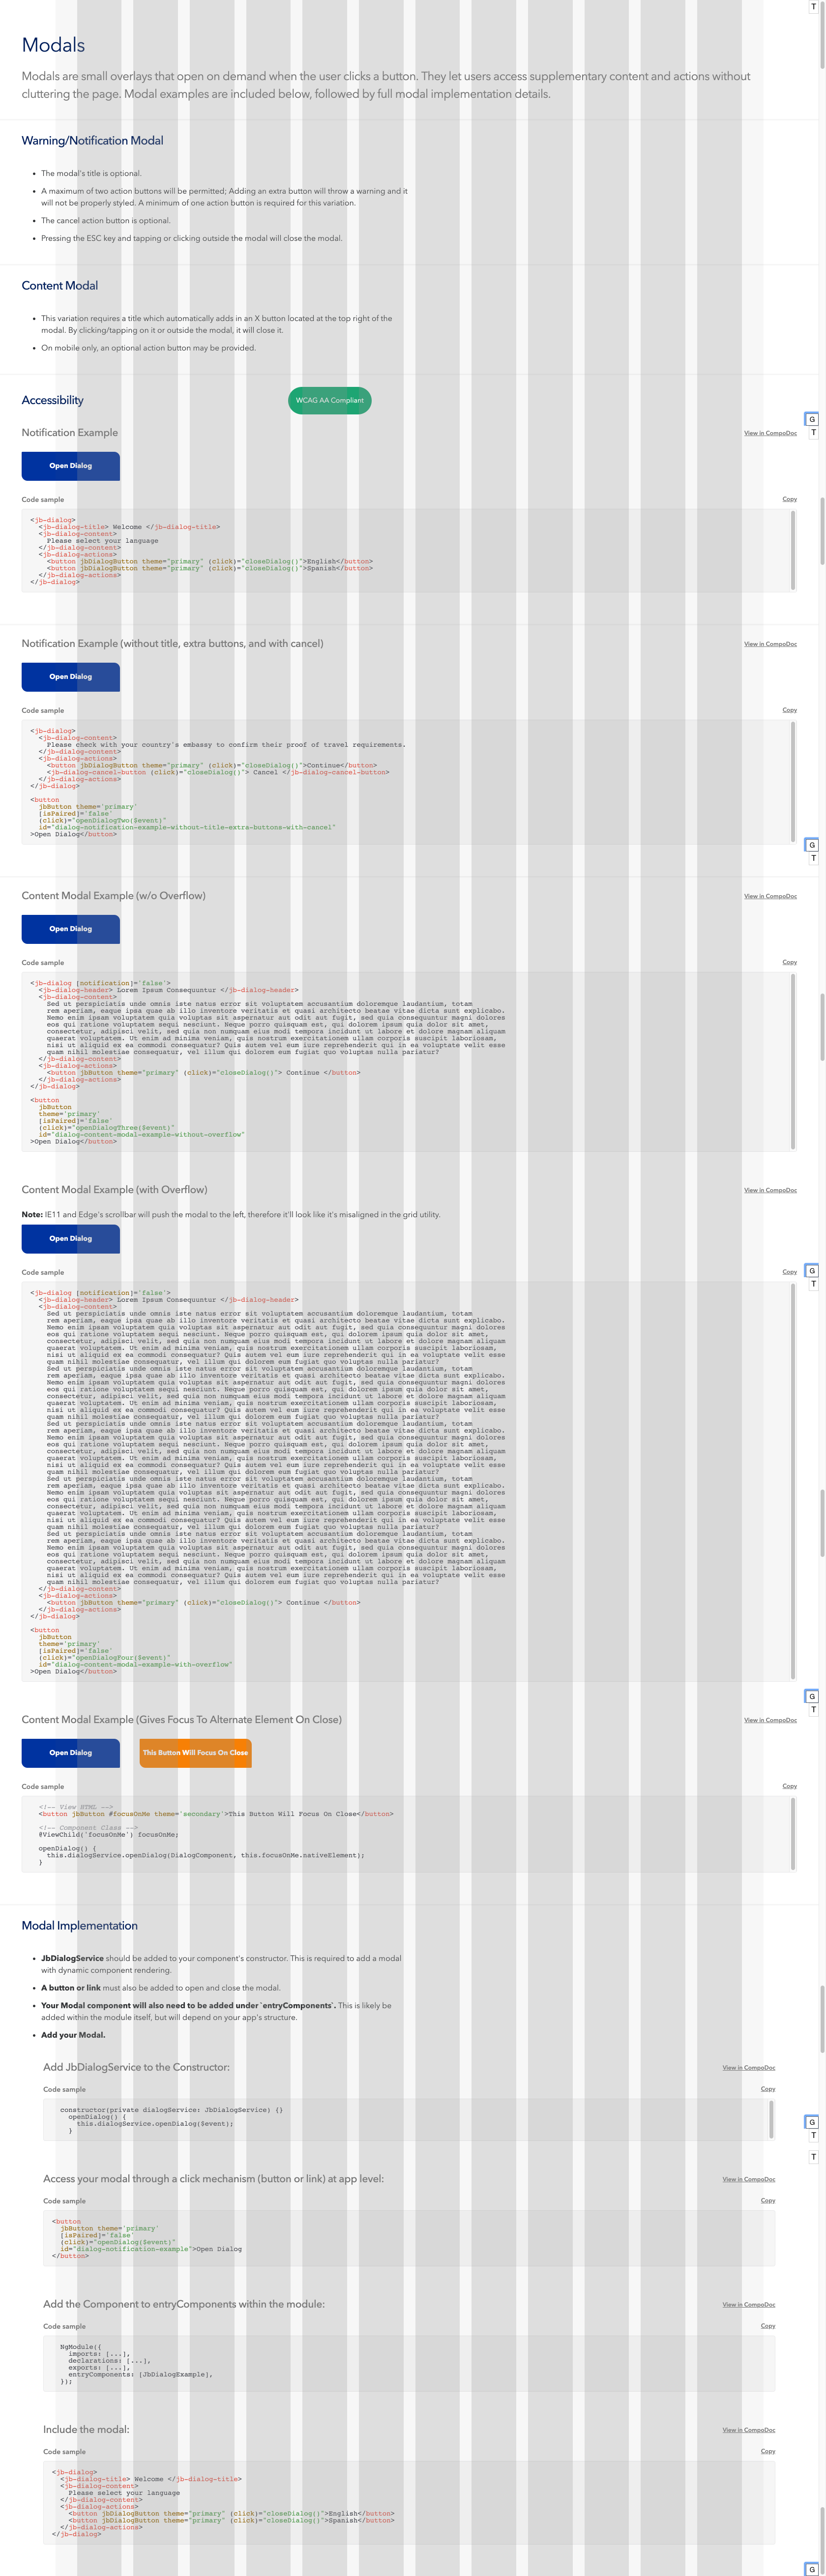 T
Modals
Modals are small overlays that open on demand when the user clicks a button. They let users access supplementary content and actions without
cluttering the page. Modal examples are included below, followed by full modal implementation details.
Warning/Notification Modal
• The modal's title is optional.
• A maximum of two action buttons will be permitted; Adding an extra button will throw a warning and it
will not be properly styled. A minimum of one action button is required for this variation.
• The cancel action button is optional.
• Pressing the ESC key and tapping or clicking outside the modal will close the modal.
Content Modal
• This variation requires a title which automatically adds in an X button located at the top right of the
modal. By clicking/tapping on it or outside the modal, it will close it.
• On mobile only, an optional action button may be provided.
Accessibility
WCAG AA Compliant
G
T
Notification Example
View in CompoDoc
Open Dialog
Code sample
Copy
<jb-dialog>
<jb-dialog-title> Welcome </jb-dialog-title>
<jb-dialog-content>
Please select your language
</jb-dialog-content>
<jb-dialog-actions>
<button jbDialogButton theme="primary" (click)="closeDialog()">English</button>
<button jbDialogButton theme="primary" (click)="closeDialog()">Spanish</button>
</jb-dialog-actions>
</jb-dialog>
Notification Example (without title, extra buttons, and with cancel)
View in CompoDoc
Open Dialog
Code sample
Copy
<jb-dialog>
<jb-dialog-content>
Please check with your country's embassy to confirm their proof of travel requirements.
</jb-dialog-content>
<jb-dialog-actions>
<button jbDialogButton theme="primary" (click)="closeDialog()">Continue</button>
<jb-dialog-cancel-button (click)="closeDialog()"> Cancel </jb-dialog-cancel-button>
</jb-dialog-actions>
</jb-dialog>
<button
jbButton theme='primary'
[isPaired]='false'
(click)="openDialogTwo($event)"
id="dialog-notification-example-without-title-extra-buttons-with-cancel"
>Open Dialog</button>
G
T
Content Modal Example (w/o Overflow)
View in CompoDoc
Open Dialog
Code sample
Copy
<jb-dialog [notification]='false'>
<jb-dialog-header> Lorem Ipsum Consequuntur </jb-dialog-header>
<jb-dialog-content>
Sed ut perspiciatis unde omnis iste natus error sit voluptatem accusantium doloremque laudantium, totam
rem aperiam, eaque ipsa quae ab illo inventore veritatis et quasi architecto beatae vitae dicta sunt explicabo.
Nemo enim ipsam voluptatem quia voluptas sit aspernatur aut odit aut fugit, sed quia consequuntur magni dolores
eos qui ratione voluptatem sequi nesciunt. Neque porro quisquam est, qui dolorem ipsum quia dolor sit amet,
consectetur, adipisci velit, sed quia non numquam eius modi tempora incidunt ut labore et dolore magnam aliquam
quaerat voluptatem. Ut enim ad minima veniam, quis nostrum exercitationem ullam corporis suscipit laboriosam,
nisi ut aliquid ex ea commodi consequatur? Quis autem vel eum iure reprehenderit qui in ea voluptate velit esse
quam nihil molestiae consequatur, vel illum qui dolorem eum fugiat quo voluptas nulla pariatur?
</jb-dialog-content>
<jb-dialog-actions>
<button jbButton theme="primary" (click)="closeDialog()"> Continue </button>
</jb-dialog-actions>
</jb-dialog>
<button
jbButton
theme='primary'
[isPaired]='false'
(click)="openDialogThree($event)"
id="dialog-content-modal-example-without-overflow"
>Open Dialog</button>
Content Modal Example (with Overflow)
View in CompoDoc
Note: IE11 and Edge's scrollbar will push the modal to the left, therefore it'll look like it's misaligned in the grid utility.
Open Dialog
Code sample
Copy
G
T
<jb-dialog [notification]='false'>
<jb-dialog-header> Lorem Ipsum Consequuntur </jb-dialog-header>
<jb-dialog-content>
Sed ut perspiciatis unde omnis iste natus error sit voluptatem accusantium doloremque laudantium, totam
rem aperiam, eaque ipsa quae ab illo inventore veritatis et quasi architecto beatae vitae dicta sunt explicabo.
Nemo enim ipsam voluptatem quia voluptas sit aspernatur aut odit aut fugit, sed quia consequuntur magni dolores
eos qui ratione voluptatem sequi nesciunt. Neque porro quisquam est, qui dolorem ipsum quia dolor sit amet,
consectetur, adipisci velit, sed quia non numquam eius modi tempora incidunt ut labore et dolore magnam aliquam
quaerat voluptatem. Ut enim ad minima veniam, quis nostrum exercitationem ullam corporis suscipit laboriosam,
nisi ut aliquid ex ea commodi consequatur? Quis autem vel eum iure reprehenderit qui in ea voluptate velit esse
quam nihil molestiae consequatur, vel illum qui dolorem eum fugiat quo voluptas nulla pariatur?
Sed ut perspiciatis unde omnis iste natus error sit voluptatem accusantium doloremque laudantium, totam
rem aperiam, eaque ipsa quae ab illo inventore veritatis et quasi architecto beatae vitae dicta sunt explicabo.
Nemo enim ipsam voluptatem quia voluptas sit aspernatur aut odit aut fugit, sed quia consequuntur magni dolores
eos qui ratione voluptatem sequi nesciunt. Neque porro quisquam est, qui dolorem ipsum quia dolor sit amet,
consectetur, adipisci velit, sed quia non numquam eius modi tempora incidunt ut labore et dolore magnam aliquam
quaerat voluptatem. Ut enim ad minima veniam, quis nostrum exercitationem ullam corporis suscipit laboriosam,
nisi ut aliquid ex ea commodi consequatur? Quis autem vel eum iure reprehenderit qui in ea voluptate velit esse
quam nihil molestiae consequatur, vel illum qui dolorem eum fugiat quo voluptas nulla pariatur?
Sed ut perspiciatis unde omnis iste natus error sit voluptatem accusantium doloremque laudantium, totam
rem aperiam, eaque ipsa quae ab illo inventore veritatis et quasi architecto beatae vitae dicta sunt explicabo.
Nemo enim ipsam voluptatem quia voluptas sit aspernatur aut odit aut fugit, sed quia consequuntur magni dolores
eos qui ratione voluptatem sequi nesciunt. Neque porro quisquam est, qui dolorem ipsum quia dolor sit amet,
consectetur, adipisci velit, sed quia non numquam eius modi tempora incidunt ut labore et dolore magnam aliquam
quaerat voluptatem. Ut enim ad minima veniam, quis nostrum exercitationem ullam corporis suscipit laboriosam,
nisi ut aliquid ex ea commodi consequatur? Quis autem vel eum iure reprehenderit qui in ea voluptate velit esse
quam nihil molestiae consequatur, vel illum qui dolorem eum fugiat quo voluptas nulla pariatur?
Sed ut perspiciatis unde omnis iste natus error sit voluptatem accusantium doloremque laudantium, totam
rem aperiam, eaque ipsa quae ab illo inventore veritatis et quasi architecto beatae vitae dicta sunt explicabo.
Nemo enim ipsam voluptatem quia voluptas sit aspernatur aut odit aut fugit, sed quia consequuntur magni dolores
eos qui ratione voluptatem sequi nesciunt. Neque porro quisquam est, qui dolorem ipsum quia dolor sit amet,
consectetur, adipisci velit, sed quia non numquam eius modi tempora incidunt ut labore et dolore magnam aliquam
quaerat voluptatem. Ut enim ad minima veniam, quis nostrum exercitationem ullam corporis suscipit laboriosam,
nisi ut aliquid ex ea commodi consequatur? Quis autem vel eum iure reprehenderit qui in ea voluptate velit esse
quam nihil molestiae consequatur, vel illum qui dolorem eum fugiat quo voluptas nulla pariatur?
Sed ut perspiciatis unde omnis iste natus error sit voluptatem accusantium doloremque laudantium, totam
rem aperiam, eaque ipsa quae ab illo inventore veritatis et quasi architecto beatae vitae dicta sunt explicabo.
Nemo enim ipsam voluptatem quia voluptas sit aspernatur aut odit aut fugit, sed quia consequuntur magni dolores
eos qui ratione voluptatem sequi nesciunt. Neque porro quisquam est, qui dolorem ipsum quia dolor sit amet,
consectetur, adipisci velit, sed quia non numquam eius modi tempora incidunt ut labore et dolore magnam aliquam
quaerat voluptatem. Ut enim ad minima veniam, quis nostrum exercitationem ullam corporis suscipit laboriosam,
nisi ut aliquid ex ea commodi consequatur? Quis autem vel eum iure reprehenderit qui in ea voluptate velit esse
quam nihil molestiae consequatur, vel illum qui dolorem eum fugiat quo voluptas nulla pariatur?
</jb-dialog-content>
<jb-dialog-actions>
<button jbButton theme="primary" (click)="closeDialog()"> Continue </button>
</jb-dialog-actions>
</jb-dialog>
<button
jbButton
theme='primary'
[isPaired]='false'
(click)="openDialogFour($event)"
id="dialog-content-modal-example-with-overflow"
>Open Dialog</button>
G
T
Content Modal Example (Gives Focus To Alternate Element On Close)
View in CompoDoc
Open Dialog
This Button Will Focus On Close
Code sample
Copy
<!-- View HTML -->
<button jbButton #focusOnMe theme='secondary'>This Button Will Focus On Close</button>
<!-- Component Class -->
@ViewChild('focusOnMe') focusOnMe;
openDialog() {
this.dialogService.openDialog(DialogComponent, this.focusOnMe.nativeElement);
}
Modal Implementation
• JbDialogService should be added to your component's constructor. This is required to add a modal
with dynamic component rendering.
• A button or link must also be added to open and close the modal.
• Your Modal component will also need to be added under `entryComponents`. This is likely be
added within the module itself, but will depend on your app's structure.
• Add your Modal.
Add JbDialogService to the Constructor:
View in CompoDoc
Code sample
Copy
constructor(private dialogService: JbDialogService) {}
openDialog() {
this.dialogService.openDialog($event);
}
G
T
T
Access your modal through a click mechanism (button or link) at app level:
View in CompoDoc
Code sample
Copy
<button
jbButton theme='primary'
[isPaired]='false'
(click)="openDialog($event)"
id="dialog-notification-example">Open Dialog
</button>
Add the Component to entryComponents within the module:
View in CompoDoc
Code sample
Copy
NgModule({
imports: [...],
declarations: [...],
exports: [...],
entryComponents: [JbDialogExample],
});
Include the modal:
View in CompoDoc
Code sample
Copy
<jb-dialog>
<jb-dialog-title> Welcome </jb-dialog-title>
<jb-dialog-content>
Please select your language
</jb-dialog-content>
<jb-dialog-actions>
<button jbDialogButton theme="primary" (click)="closeDialog()">English</button>
<button jbDialogButton theme="primary" (click)="closeDialog()">Spanish</button>
</jb-dialog-actions>
</jb-dialog>
G